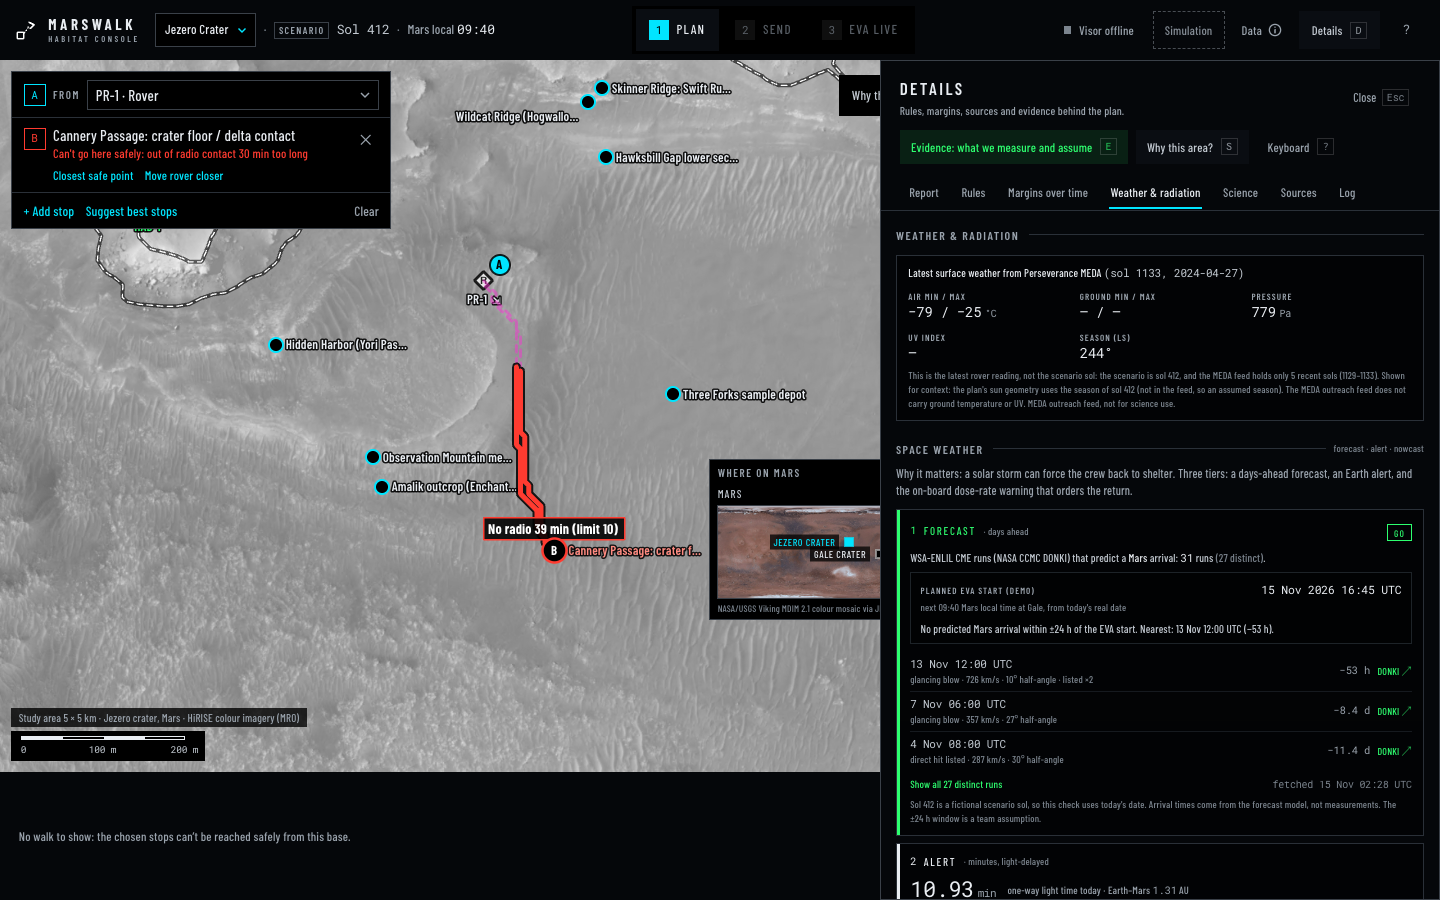 MARSWALK
HABITAT CONSOLE
Jezero Crater
· SCENARIO Sol 412 · Mars local 09:40
1 PLAN
2 SEND
3 EVA LIVE
Visor offline
Simulation
Data
Details D
?
A FROM PR-1 · Rover
B Cannery Passage: crater floor / delta contact
Can't go here safely: out of radio contact 30 min too long
Closest safe point Move rover closer
+ Add stop Suggest best stops Clear
Skinner Ridge: Swift Ru...
Wildcat Ridge (Hogwallo...
Hawksbill Gap lower sec...
Why th
A
R
PR-1
Hidden Harbor (Yori Pas...
Three Forks sample depot
Observation Mountain me...
Amalik outcrop (Enchant...
No radio 39 min (limit 10)
B Cannery Passage: crater f...
WHERE ON MARS
MARS
JEZERO CRATER
GALE CRATER
NASA/USGS Viking MDIM 2.1 colour mosaic via J
Study area 5 × 5 km · Jezero crater, Mars · HiRISE colour imagery (MRO)
0 100 m 200 m
No walk to show: the chosen stops can't be reached safely from this base.
DETAILS
Rules, margins, sources and evidence behind the plan.
Close Esc
Evidence: what we measure and assume E
Why this area? S
Keyboard ?
Report Rules Margins over time Weather & radiation Science Sources Log
WEATHER & RADIATION
Latest surface weather from Perseverance MEDA (sol 1133, 2024-04-27)
AIR MIN / MAX GROUND MIN / MAX PRESSURE
−79 / −25 °C — / — 779 Pa
UV INDEX SEASON (LS)
— 244°
This is the latest rover reading, not the scenario sol: the scenario is sol 412, and the MEDA feed holds only 5 recent sols (1129–1133). Shown
for context: the plan's sun geometry uses the season of sol 412 (not in the feed, so an assumed season). The MEDA outreach feed does not
carry ground temperature or UV. MEDA outreach feed, not for science use.
SPACE WEATHER forecast · alert · nowcast
Why it matters: a solar storm can force the crew back to shelter. Three tiers: a days-ahead forecast, an Earth alert, and
the on-board dose-rate warning that orders the return.
1 FORECAST · days ahead GO
WSA-ENLIL CME runs (NASA CCMC DONKI) that predict a Mars arrival: 31 runs (27 distinct).
PLANNED EVA START (DEMO) 15 Nov 2026 16:45 UTC
next 09:40 Mars local time at Gale, from today's real date
No predicted Mars arrival within ±24 h of the EVA start. Nearest: 13 Nov 12:00 UTC (−53 h).
13 Nov 12:00 UTC −53 h DONKI ↗
glancing blow · 726 km/s · 10° half-angle · listed ×2
7 Nov 06:00 UTC −8.4 d DONKI ↗
glancing blow · 357 km/s · 27° half-angle
4 Nov 08:00 UTC −11.4 d DONKI ↗
direct hit listed · 287 km/s · 30° half-angle
Show all 27 distinct runs fetched 15 Nov 02:28 UTC
Sol 412 is a fictional scenario sol, so this check uses today's date. Arrival times come from the forecast model, not measurements. The
±24 h window is a team assumption.
2 ALERT · minutes, light-delayed
10.93 min one-way light time today · Earth–Mars 1.31 AU